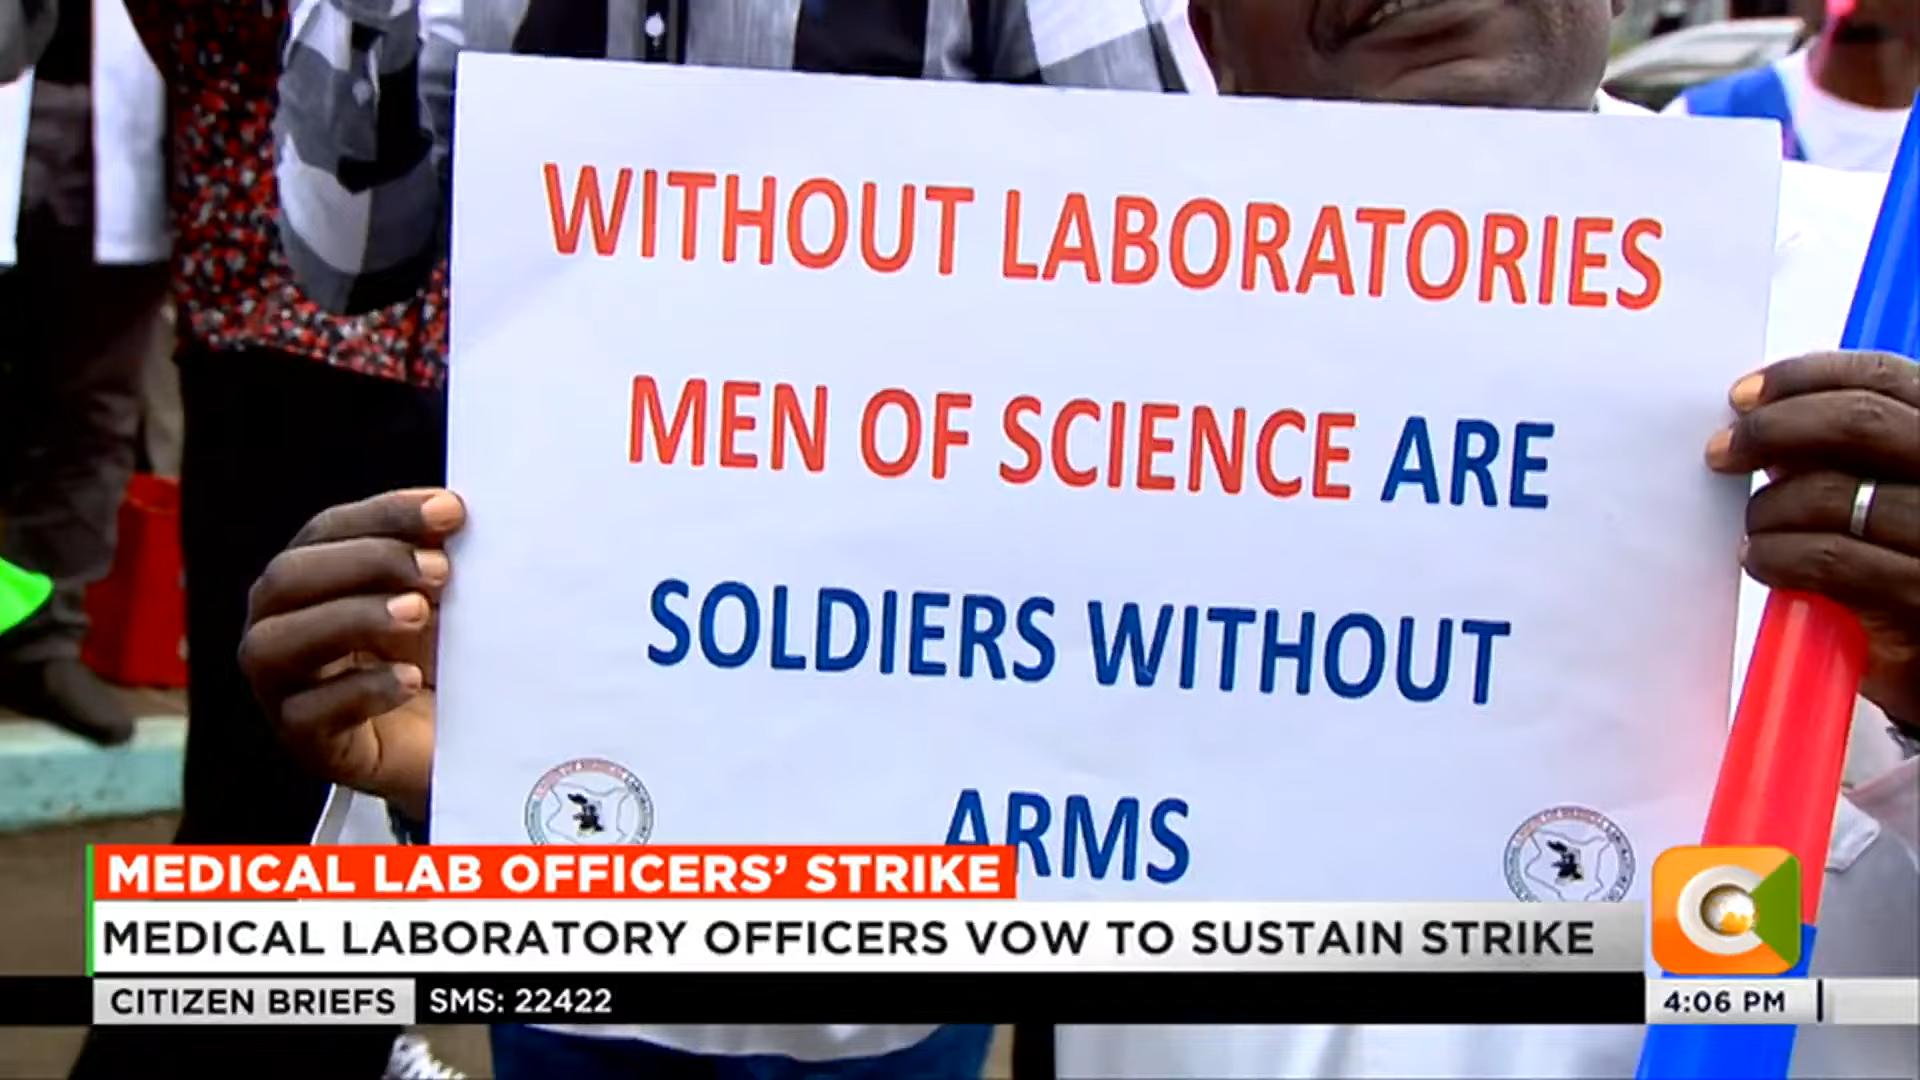 WITHOUT LABORATORIES
MEN OF SCIENCE ARE
SOLDIERS WITHOUT
ARMS
MEDICAL LAB OFFICERS’ STRIKE
MEDICAL LABORATORY OFFICERS VOW TO SUSTAIN STRIKE
CITIZEN BRIEFS
SMS: 22422
4:06 PM